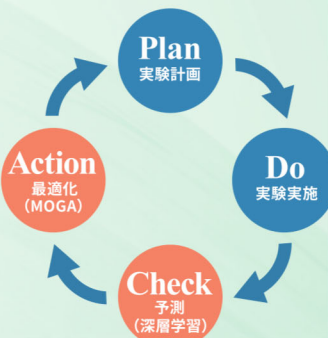 Plan
実験計画
Do
実験実施
Check
予測
（深層学習）
Action
最適化
（MOGA）